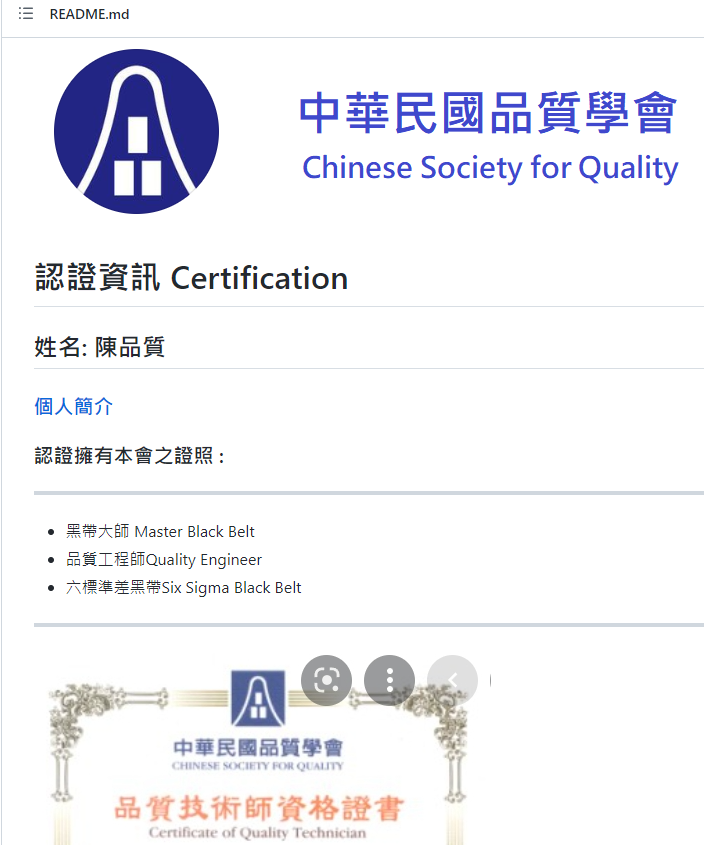 README.md
中華民國品質學會
Chinese Society for Quality
認證資訊 Certification
姓名: 陳品質
個人簡介
認證擁有本會之證照 :
黑帶大師 Master Black Belt
品質工程師Quality Engineer
六標準差黑帶Six Sigma Black Belt
中華民國品質學會
CHINESE SOCIETY FOR QUALITY
品質技術師資格證書
Certificate of Quality Technician